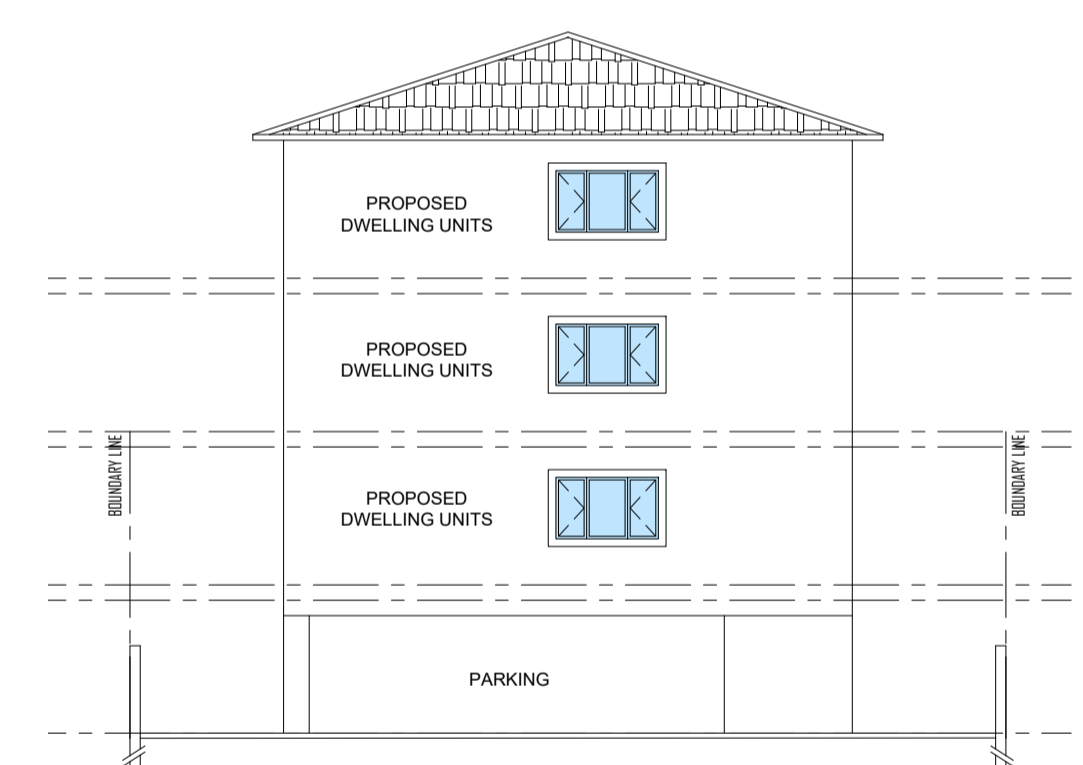 PROPOSED
DWELLING UNITS
PROPOSED
DWELLING UNITS
BOUNDARY LINE
BOUNDARY LINE
PROPOSED
DWELLING UNITS
PARKING